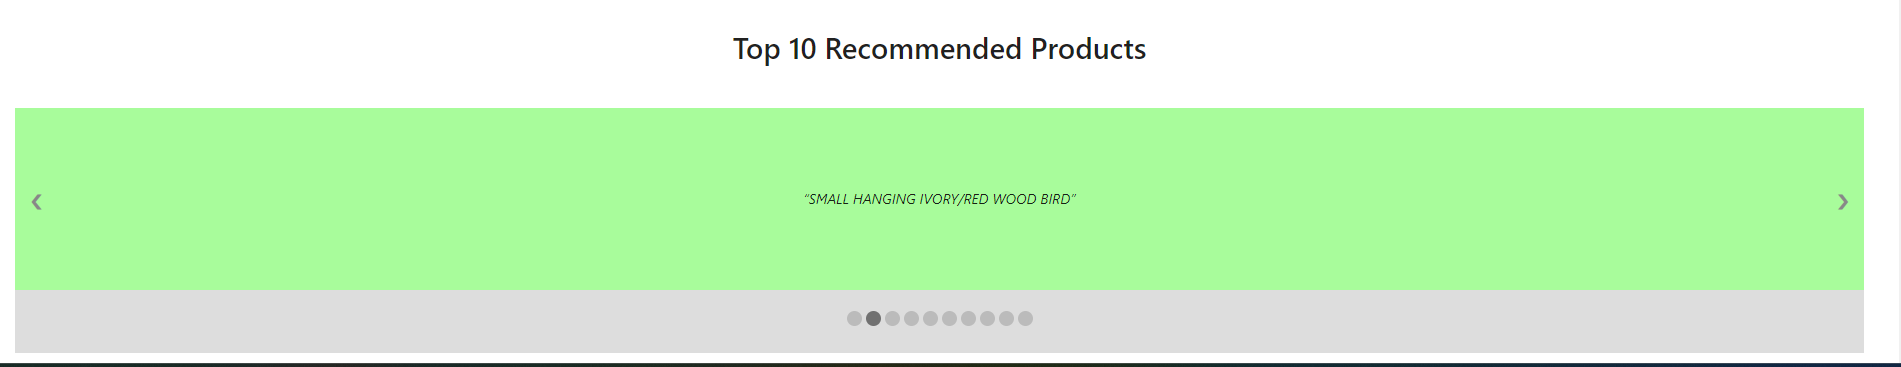 Top 10 Recommended Products
❮ "SMALL HANGING IVORY/RED WOOD BIRD" ❯